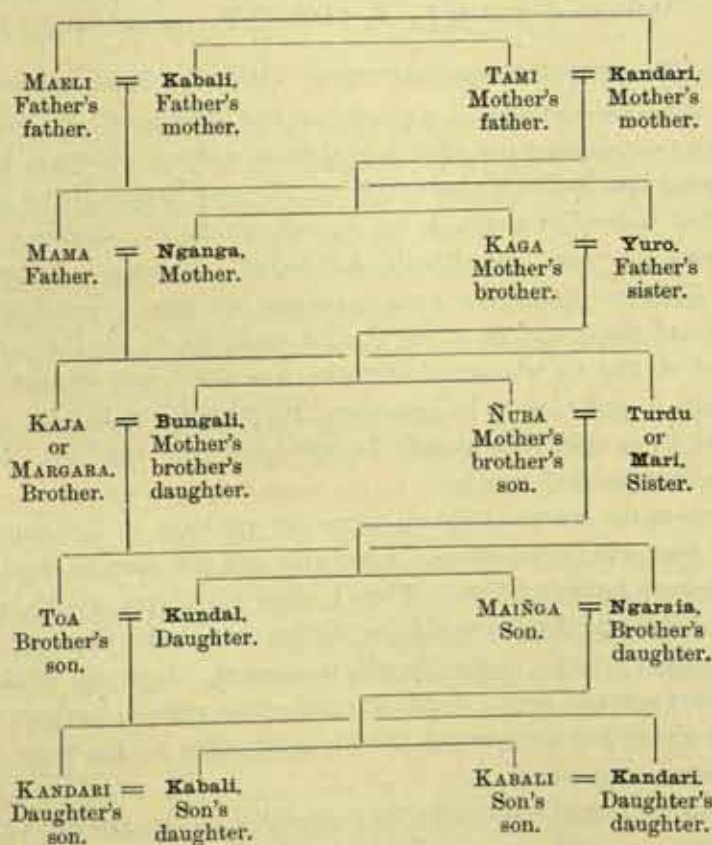 MAELI = Kabali. TAMI = Kandari.
Father's Father's Mother's Mother's
father. mother. father. mother.
MAMA = Nganga. KAGA = Yuro.
Father. Mother. Mother's Father's
brother. sister.
KAJA = Bungali. ÑUBA = Turdu
or Mother's Mother's or
MARGARA. brother's brother's Mari.
Brother. daughter. son. Sister.
TOA = Kundal. MAIÑGA = Ngarsia.
Brother's Daughter. Son. Brother's
son. daughter.
KANDARI = Kabali. KABALI = Kandari.
Daughter's Son's Son's Daughter's
son. daughter. son. daughter.